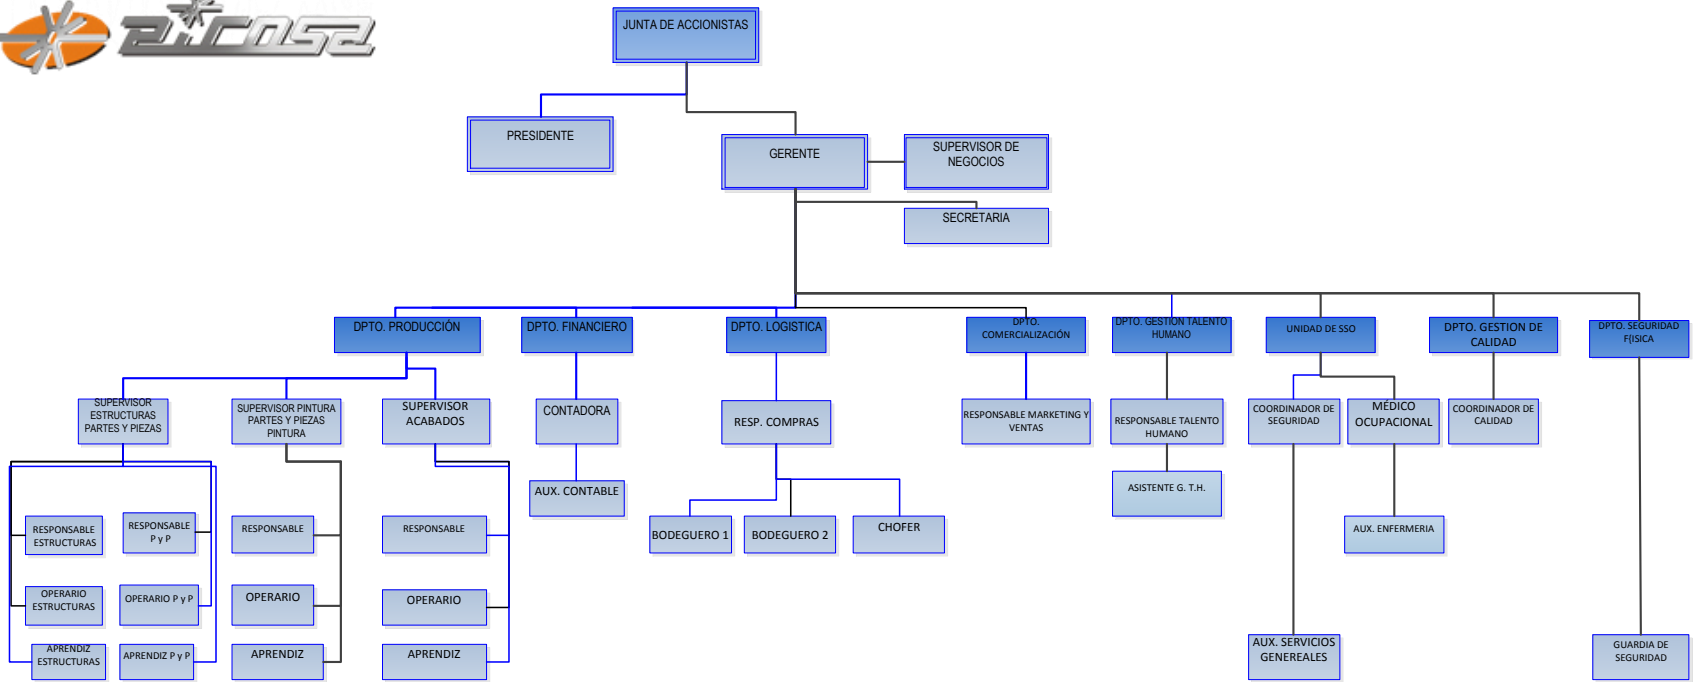 JUNTA DE ACCIONISTAS
PRESIDENTE
GERENTE
SUPERVISOR DE
NEGOCIOS
SECRETARIA
DPTO. PRODUCCIÓN
DPTO. FINANCIERO
DPTO. LOGISTICA
DPTO.
COMERCIALIZACIÓN
DPTO. GESTION TALENTO
HUMANO
UNIDAD DE SSO
DPTO. GESTION DE
CALIDAD
DPTO. SEGURIDAD
F{ISICA
SUPERVISOR
ESTRUCTURAS
PARTES Y PIEZAS
SUPERVISOR PINTURA
PARTES Y PIEZAS
PINTURA
SUPERVISOR
ACABADOS
CONTADORA
RESP. COMPRAS
RESPONSABLE MARKETING Y
VENTAS
RESPONSABLE TALENTO
HUMANO
COORDINADOR DE
SEGURIDAD
MÉDICO
OCUPACIONAL
COORDINADOR DE
CALIDAD
AUX. CONTABLE
ASISTENTE G. T.H.
RESPONSABLE
ESTRUCTURAS
RESPONSABLE
P y P
RESPONSABLE
RESPONSABLE
BODEGUERO 1
BODEGUERO 2
CHOFER
AUX. ENFERMERIA
OPERARIO
ESTRUCTURAS
OPERARIO P y P
OPERARIO
OPERARIO
APRENDIZ
ESTRUCTURAS
APRENDIZ P y P
APRENDIZ
APRENDIZ
AUX. SERVICIOS
GENEREALES
GUARDIA DE
SEGURIDAD